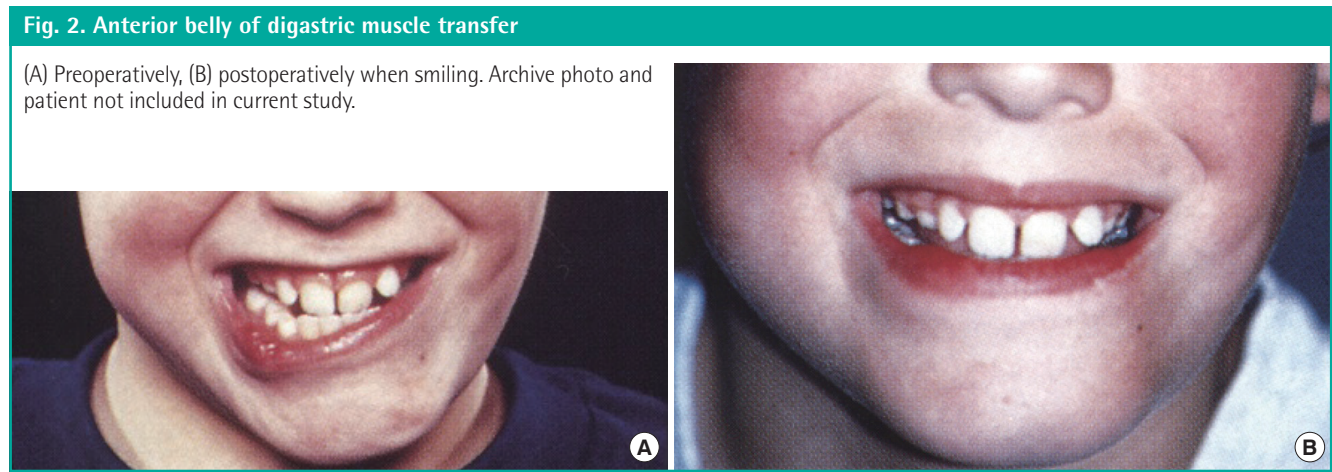 Fig. 2. Anterior belly of digastric muscle transfer
(A) Preoperatively, (B) postoperatively when smiling. Archive photo and
patient not included in current study.
A
B